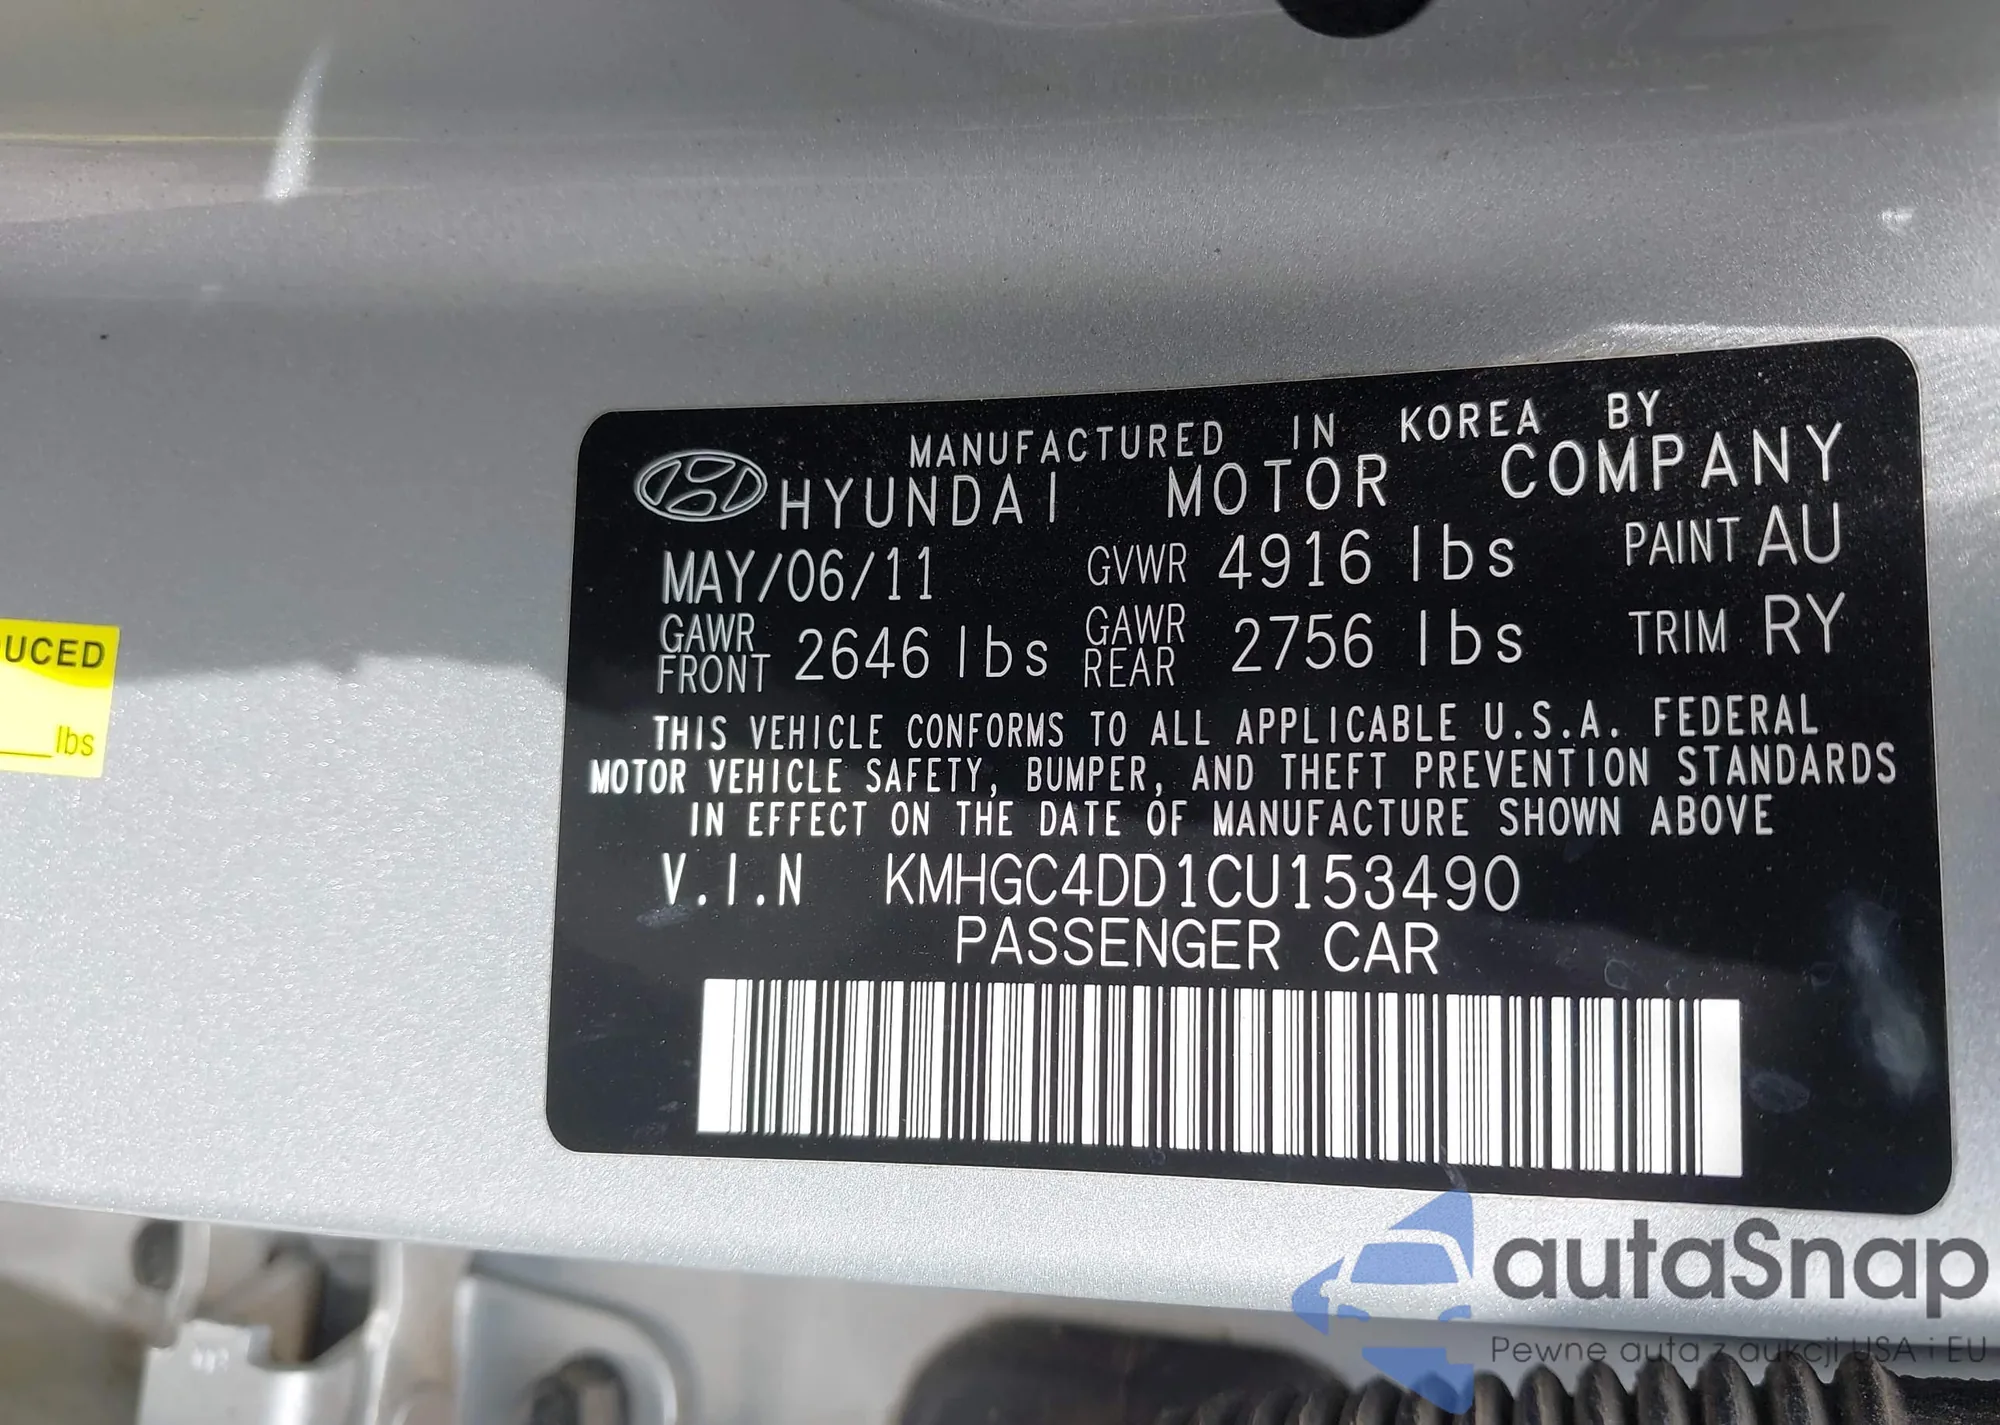 MANUFACTURED IN KOREA BY
HYUNDAI MOTOR COMPANY
MAY/06/11 GVWR 4916 lbs PAINT AU
GAWR FRONT 2646 lbs GAWR REAR 2756 lbs TRIM RY
THIS VEHICLE CONFORMS TO ALL APPLICABLE U.S.A. FEDERAL
MOTOR VEHICLE SAFETY, BUMPER, AND THEFT PREVENTION STANDARDS
IN EFFECT ON THE DATE OF MANUFACTURE SHOWN ABOVE
V.I.N KMHGC4DD1CU153490
PASSENGER CAR
UCED
lbs
autaSnap
Pewne auta z aukcji USA i EU